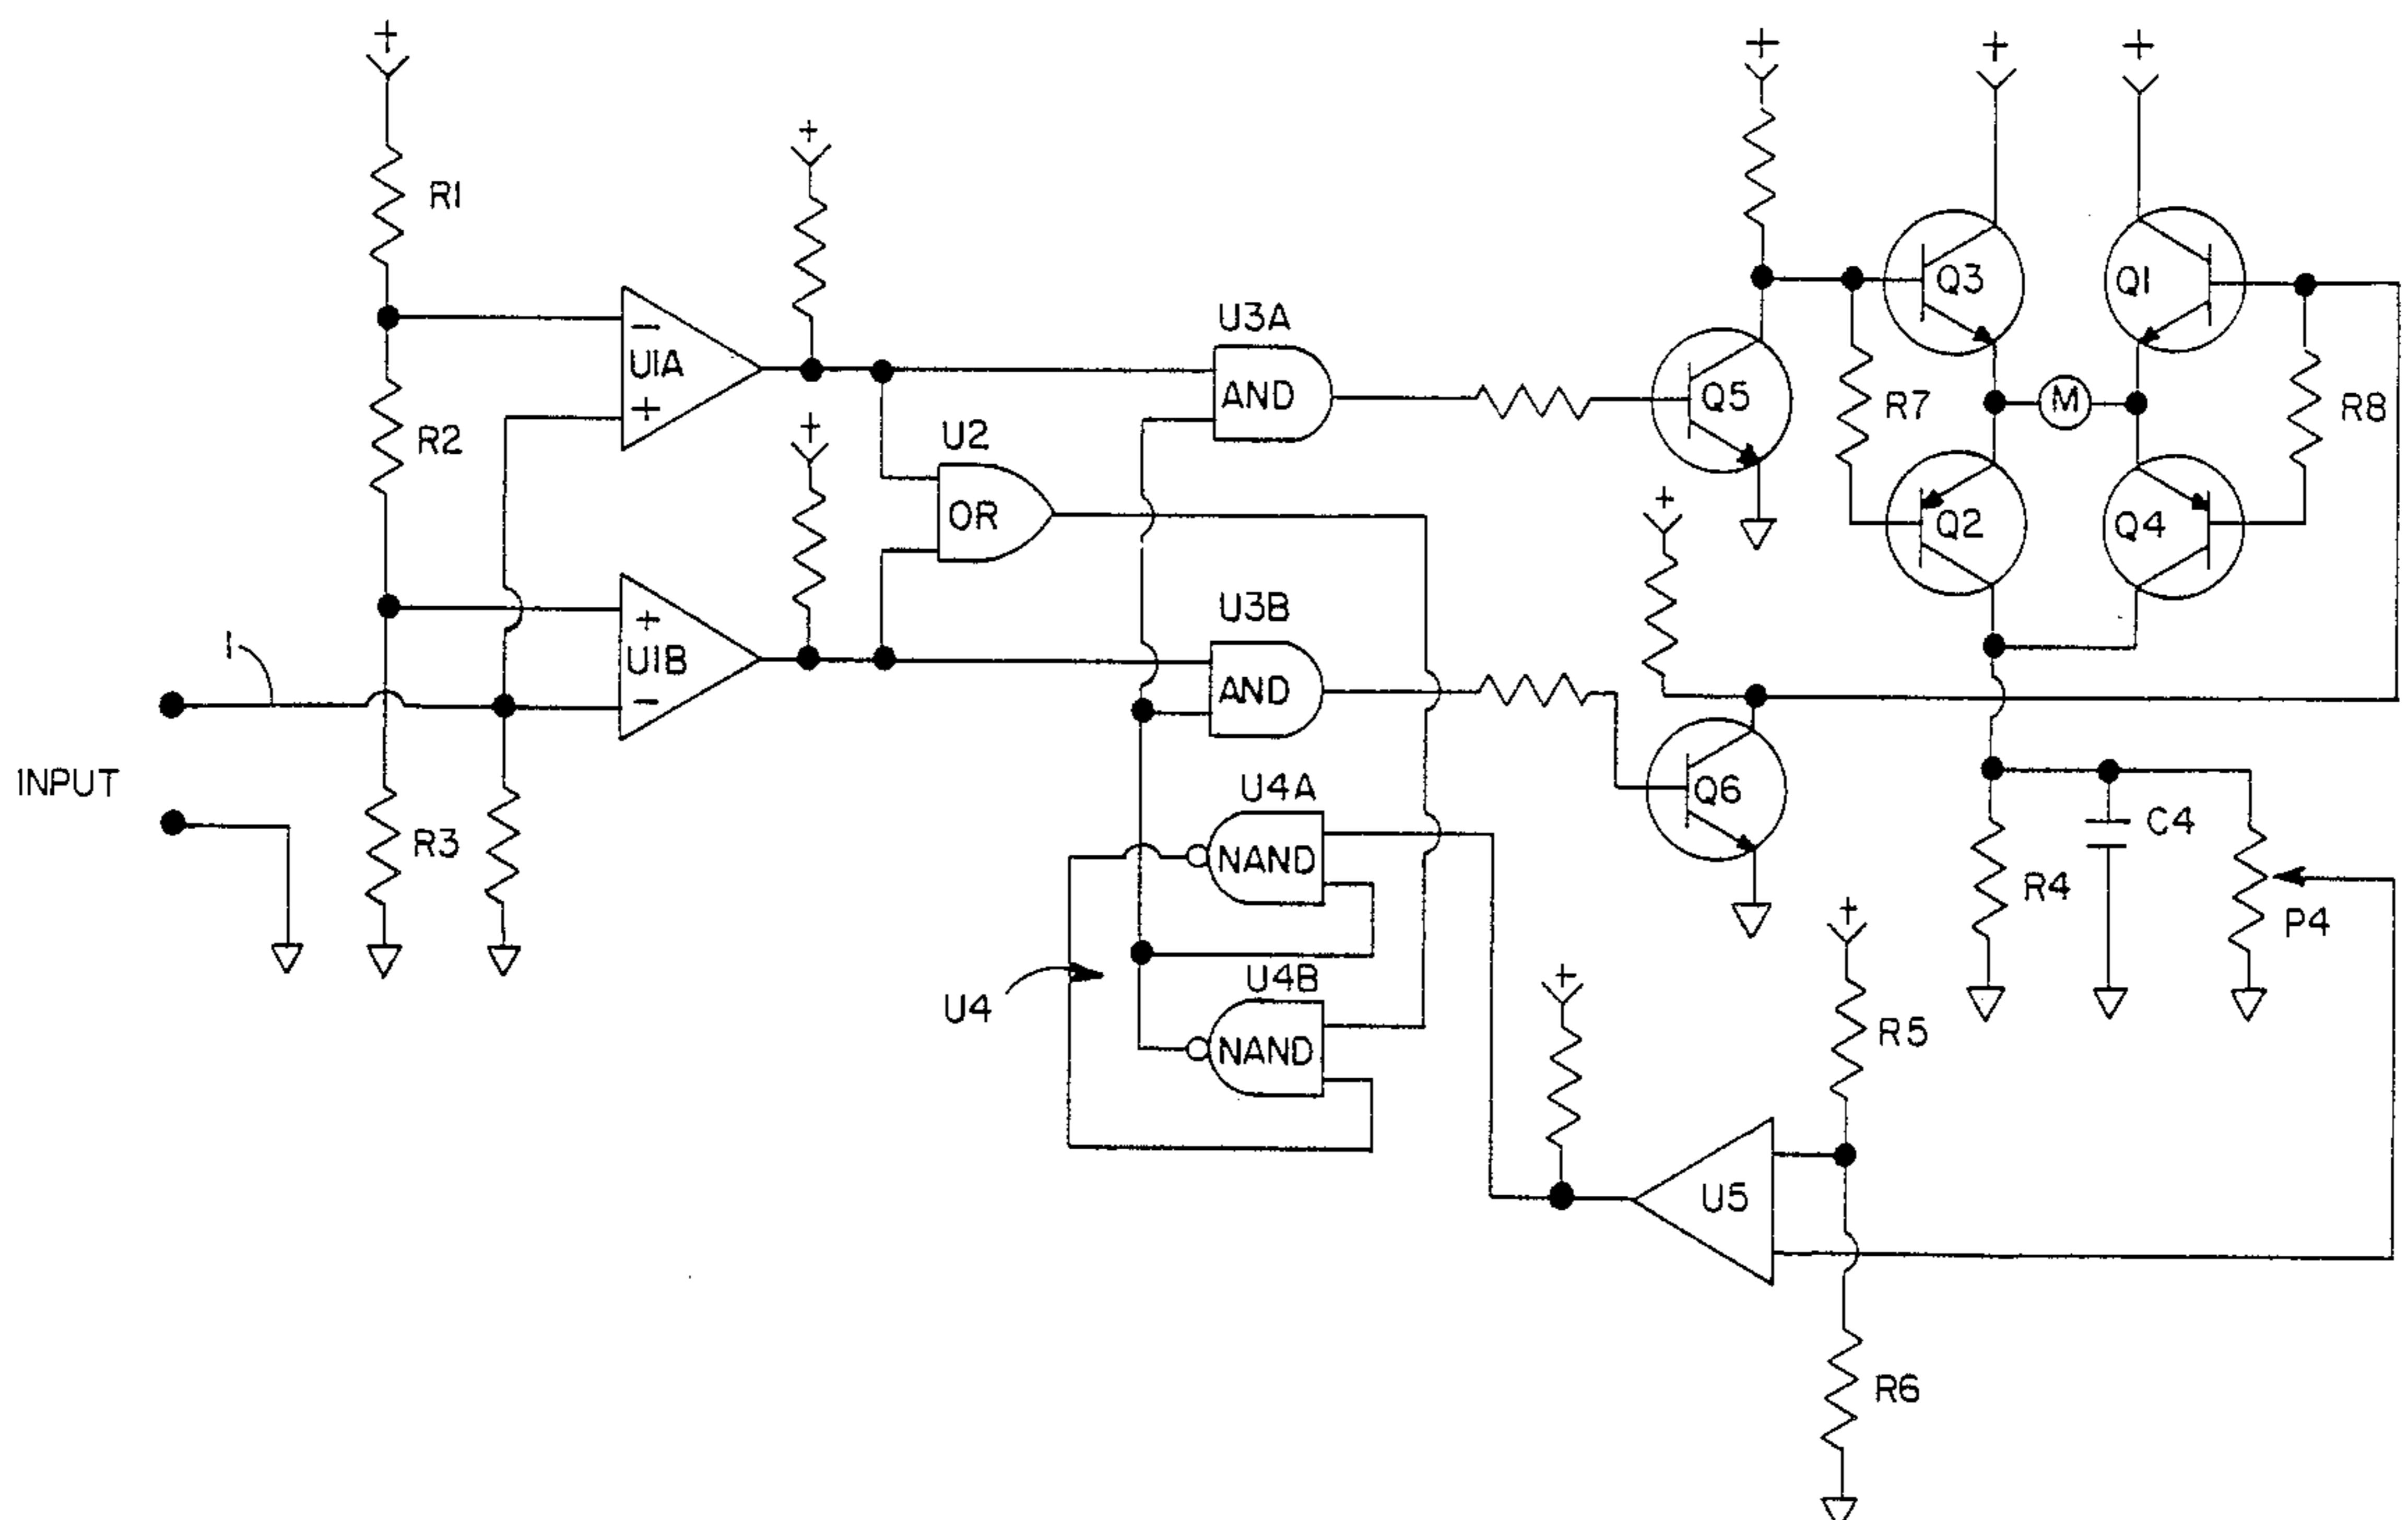 +
+
+
+
R1
+
U3A
Q3
Q1
-
U1A
+
AND
Q5
R7
M
R8
R2
+
U2
OR
+
Q2
Q4
U3B
+
U1B
-
AND
1
INPUT
U4A
Q6
C4
R3
NAND
R4
P4
+
U4
U4B
+
R5
NAND
U5
R6